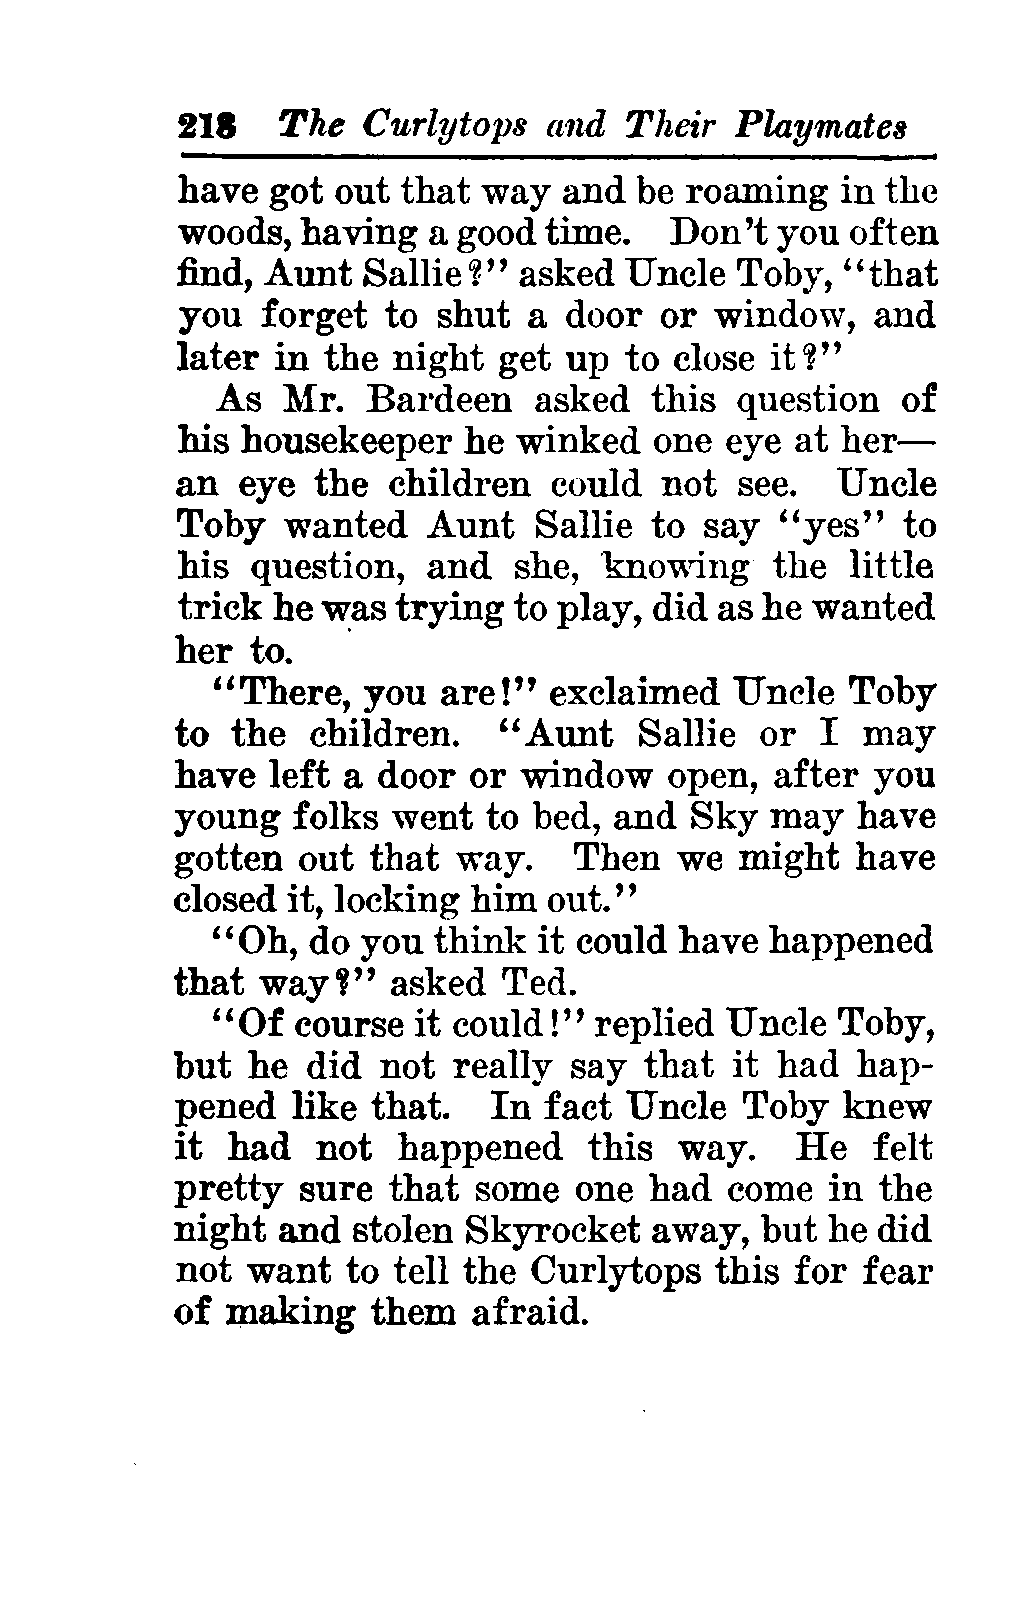 218 The Curlytops and Their Playmates
have got out that way and be roaming in the
woods, having a good time. Don't you often
find, Aunt Sallie?" asked Uncle Toby, "that
you forget to shut a door or window, and
later in the night get up to close it?"
As Mr. Bardeen asked this question of
his housekeeper he winked one eye at her—
an eye the children could not see. Uncle
Toby wanted Aunt Sallie to say "yes" to
his question, and she, knowing the little
trick he was trying to play, did as he wanted
her to.
"There, you are!" exclaimed Uncle Toby
to the children. "Aunt Sallie or I may
have left a door or window open, after you
young folks went to bed, and Sky may have
gotten out that way. Then we might have
closed it, locking him out."
"Oh, do you think it could have happened
that way?" asked Ted.
"Of course it could!" replied Uncle Toby,
but he did not really say that it had hap-
pened like that. In fact Uncle Toby knew
it had not happened this way. He felt
pretty sure that some one had come in the
night and stolen Skyrocket away, but he did
not want to tell the Curlytops this for fear
of making them afraid.